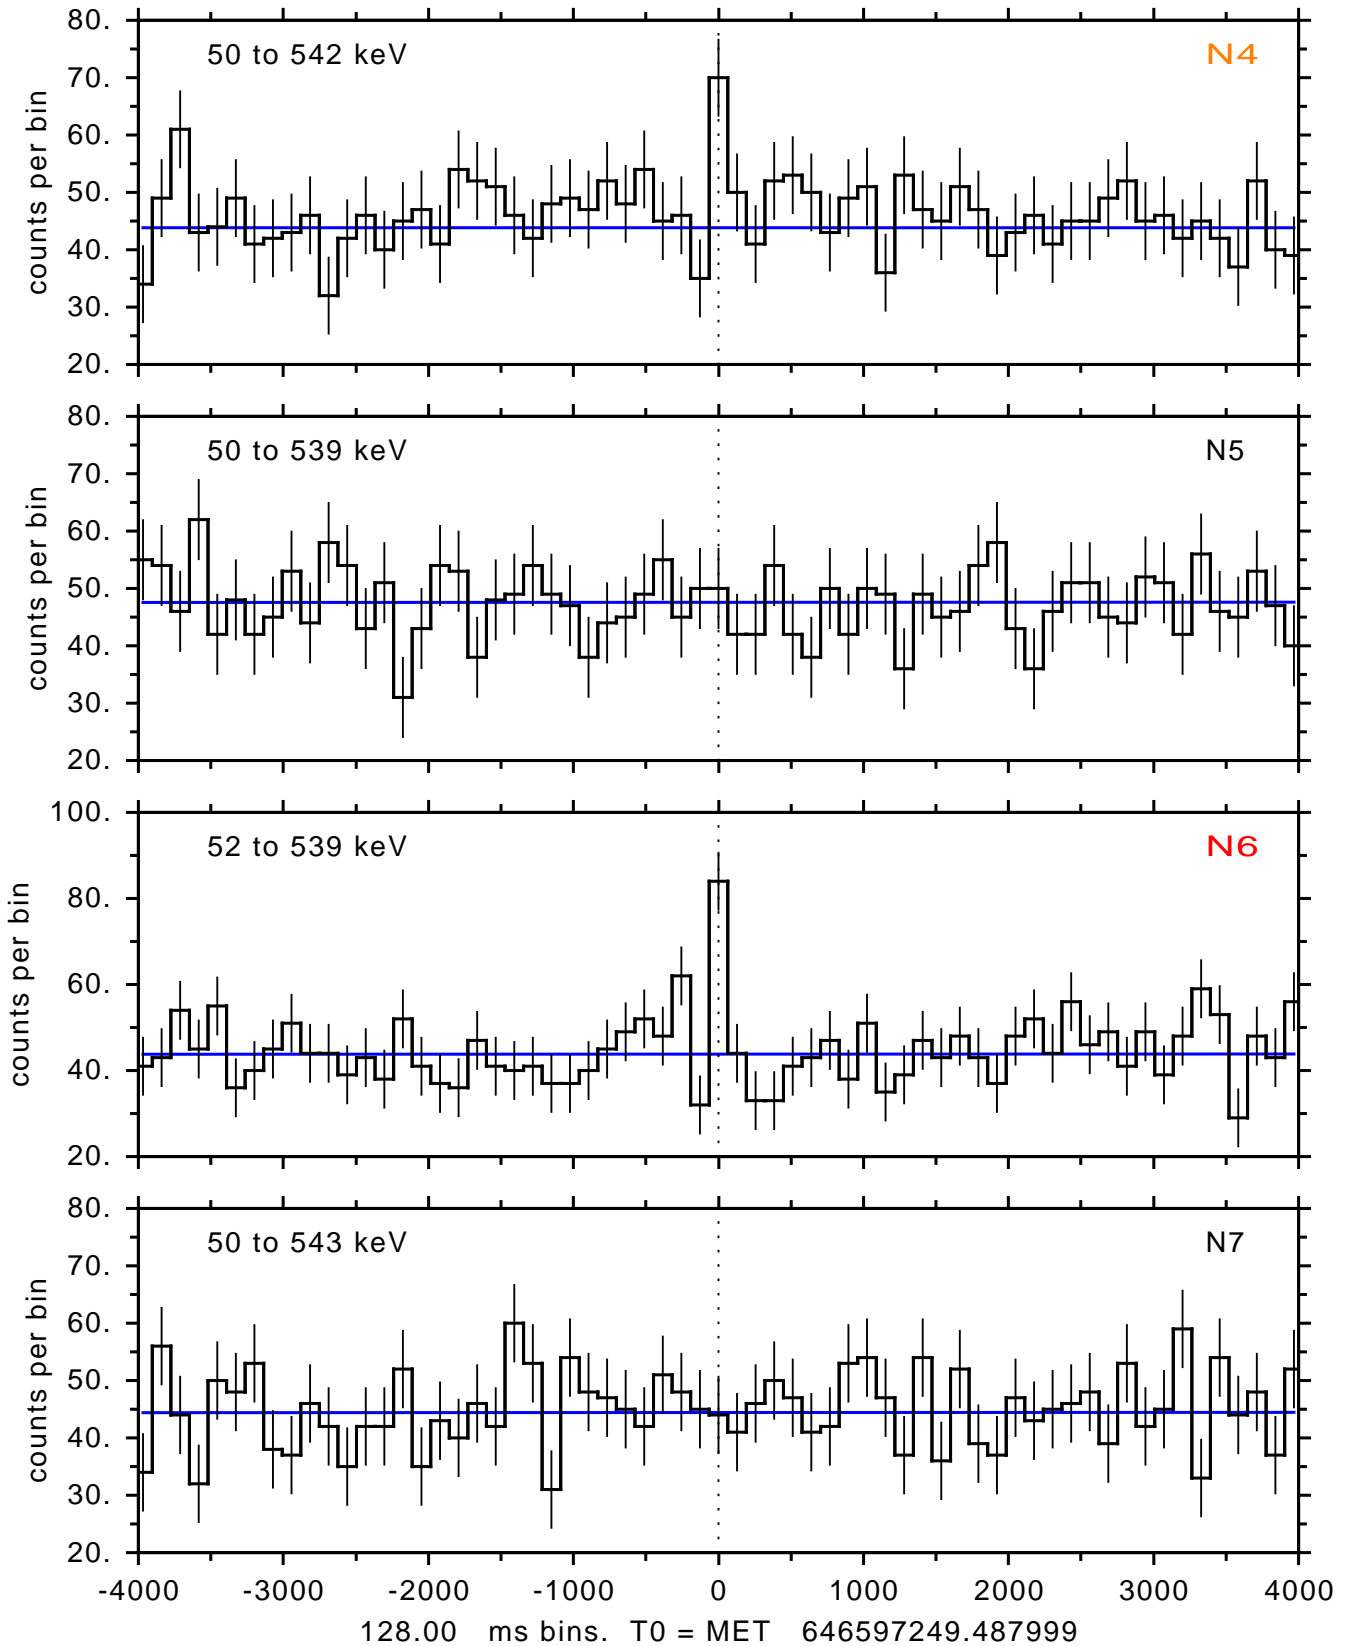 80.
50 to 542 keV N4
70.
60.
50.
40.
30.
20.
counts per bin
80.
50 to 539 keV N5
70.
60.
50.
40.
30.
20.
counts per bin
100.
52 to 539 keV N6
80.
60.
40.
20.
counts per bin
80.
50 to 543 keV N7
70.
60.
50.
40.
30.
20.
counts per bin
-4000 -3000 -2000 -1000 0 1000 2000 3000 4000
128.00 ms bins. T0 = MET 646597249.487999